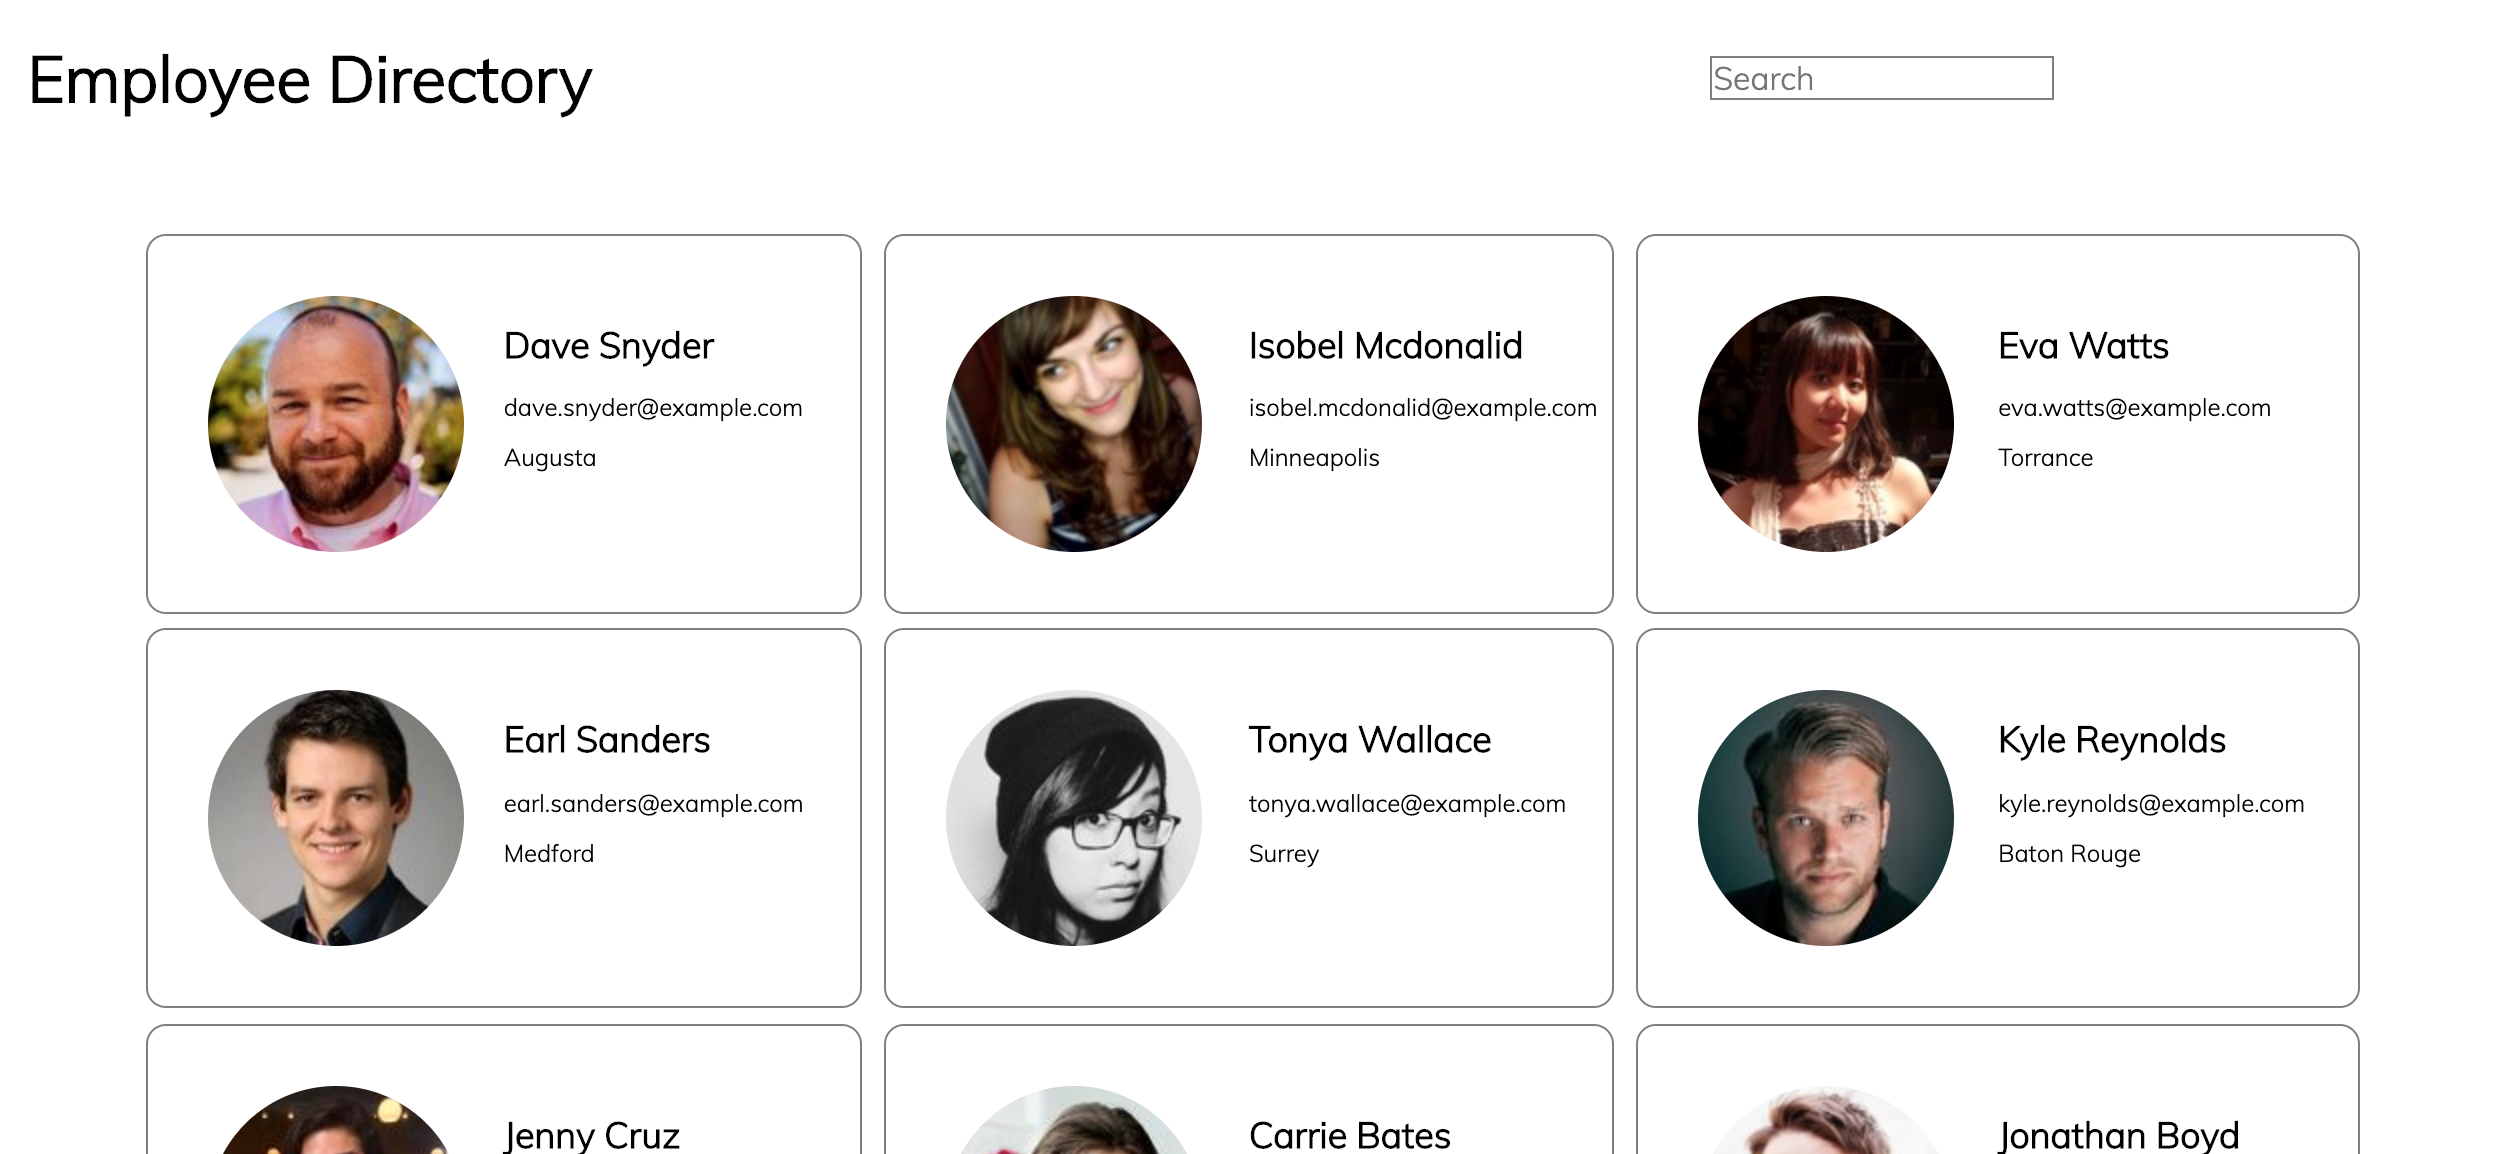 Employee Directory
Search
Dave Snyder
dave.snyder@example.com
Augusta
Isobel Mcdonalid
isobel.mcdonalid@example.com
Minneapolis
Eva Watts
eva.watts@example.com
Torrance
Earl Sanders
earl.sanders@example.com
Medford
Tonya Wallace
tonya.wallace@example.com
Surrey
Kyle Reynolds
kyle.reynolds@example.com
Baton Rouge
Jenny Cruz
Carrie Bates
Jonathan Boyd